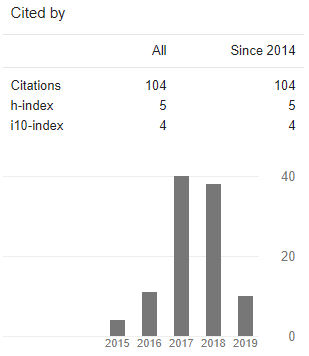 Cited by
All Since 2014
Citations 104 104
h-index 5 5
i10-index 4 4
40
20
0
2015 2016 2017 2018 2019